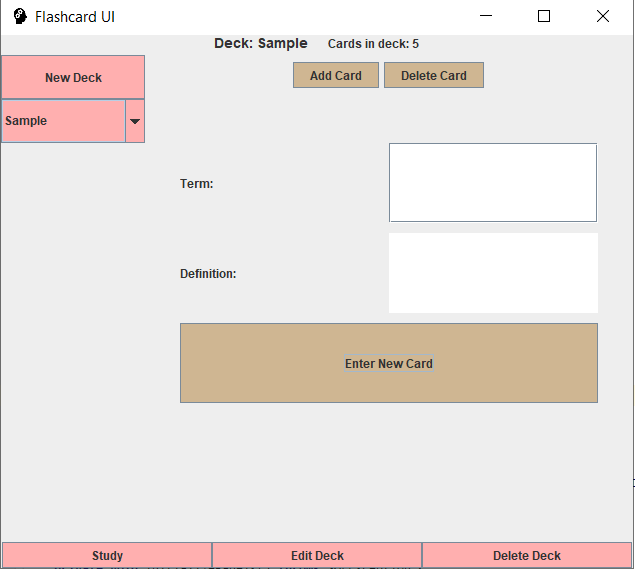 Flashcard UI
Deck: Sample Cards in deck: 5
New Deck
Add Card Delete Card
Sample
Term:
Definition:
Enter New Card
Study Edit Deck Delete Deck